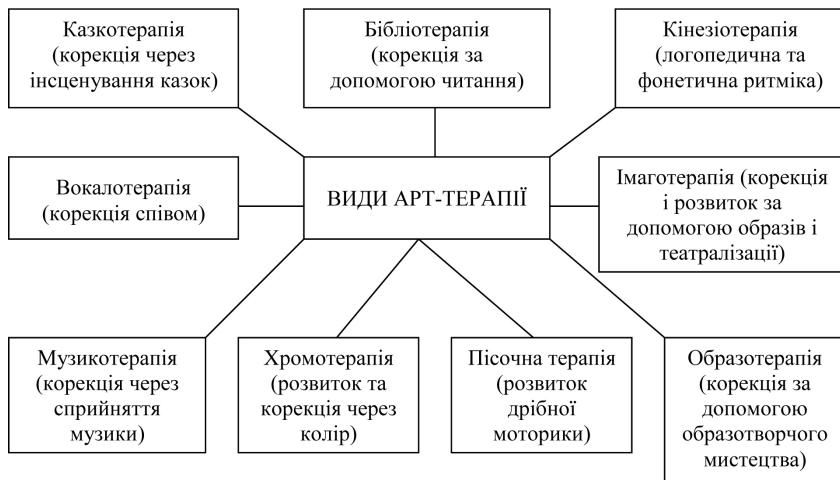 Казкотерапія
(корекція через
інсценування казок)
Бібліотерапія
(корекція за
допомогою читання)
Кінезіотерапія
(логопедична та
фонетична ритміка)
Вокалотерапія
(корекція співом)
ВИДИ АРТ-ТЕРАПІЇ
Імаготерапія (корекція
і розвиток за
допомогою образів і
театралізації)
Музикотерапія
(корекція через
сприйняття
музики)
Хромотерапія
(розвиток та
корекція через
колір)
Пісочна терапія
(розвиток
дрібної
моторики)
Образотерапія
(корекція за
допомогою
образотворчого
мистецтва)